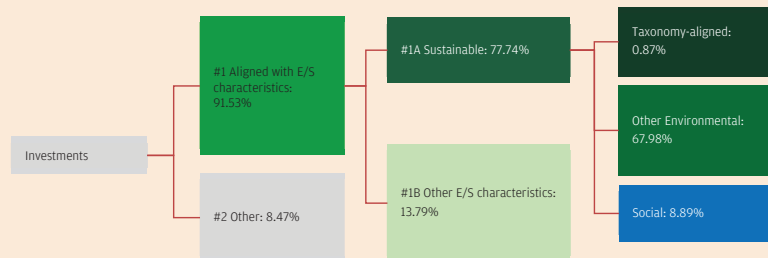 Investments
#1 Aligned with E/S
characteristics:
91.53%
#2 Other: 8.47%
#1A Sustainable: 77.74%
#1B Other E/S characteristics:
13.79%
Taxonomy-aligned:
0.87%
Other Environmental:
67.98%
Social: 8.89%